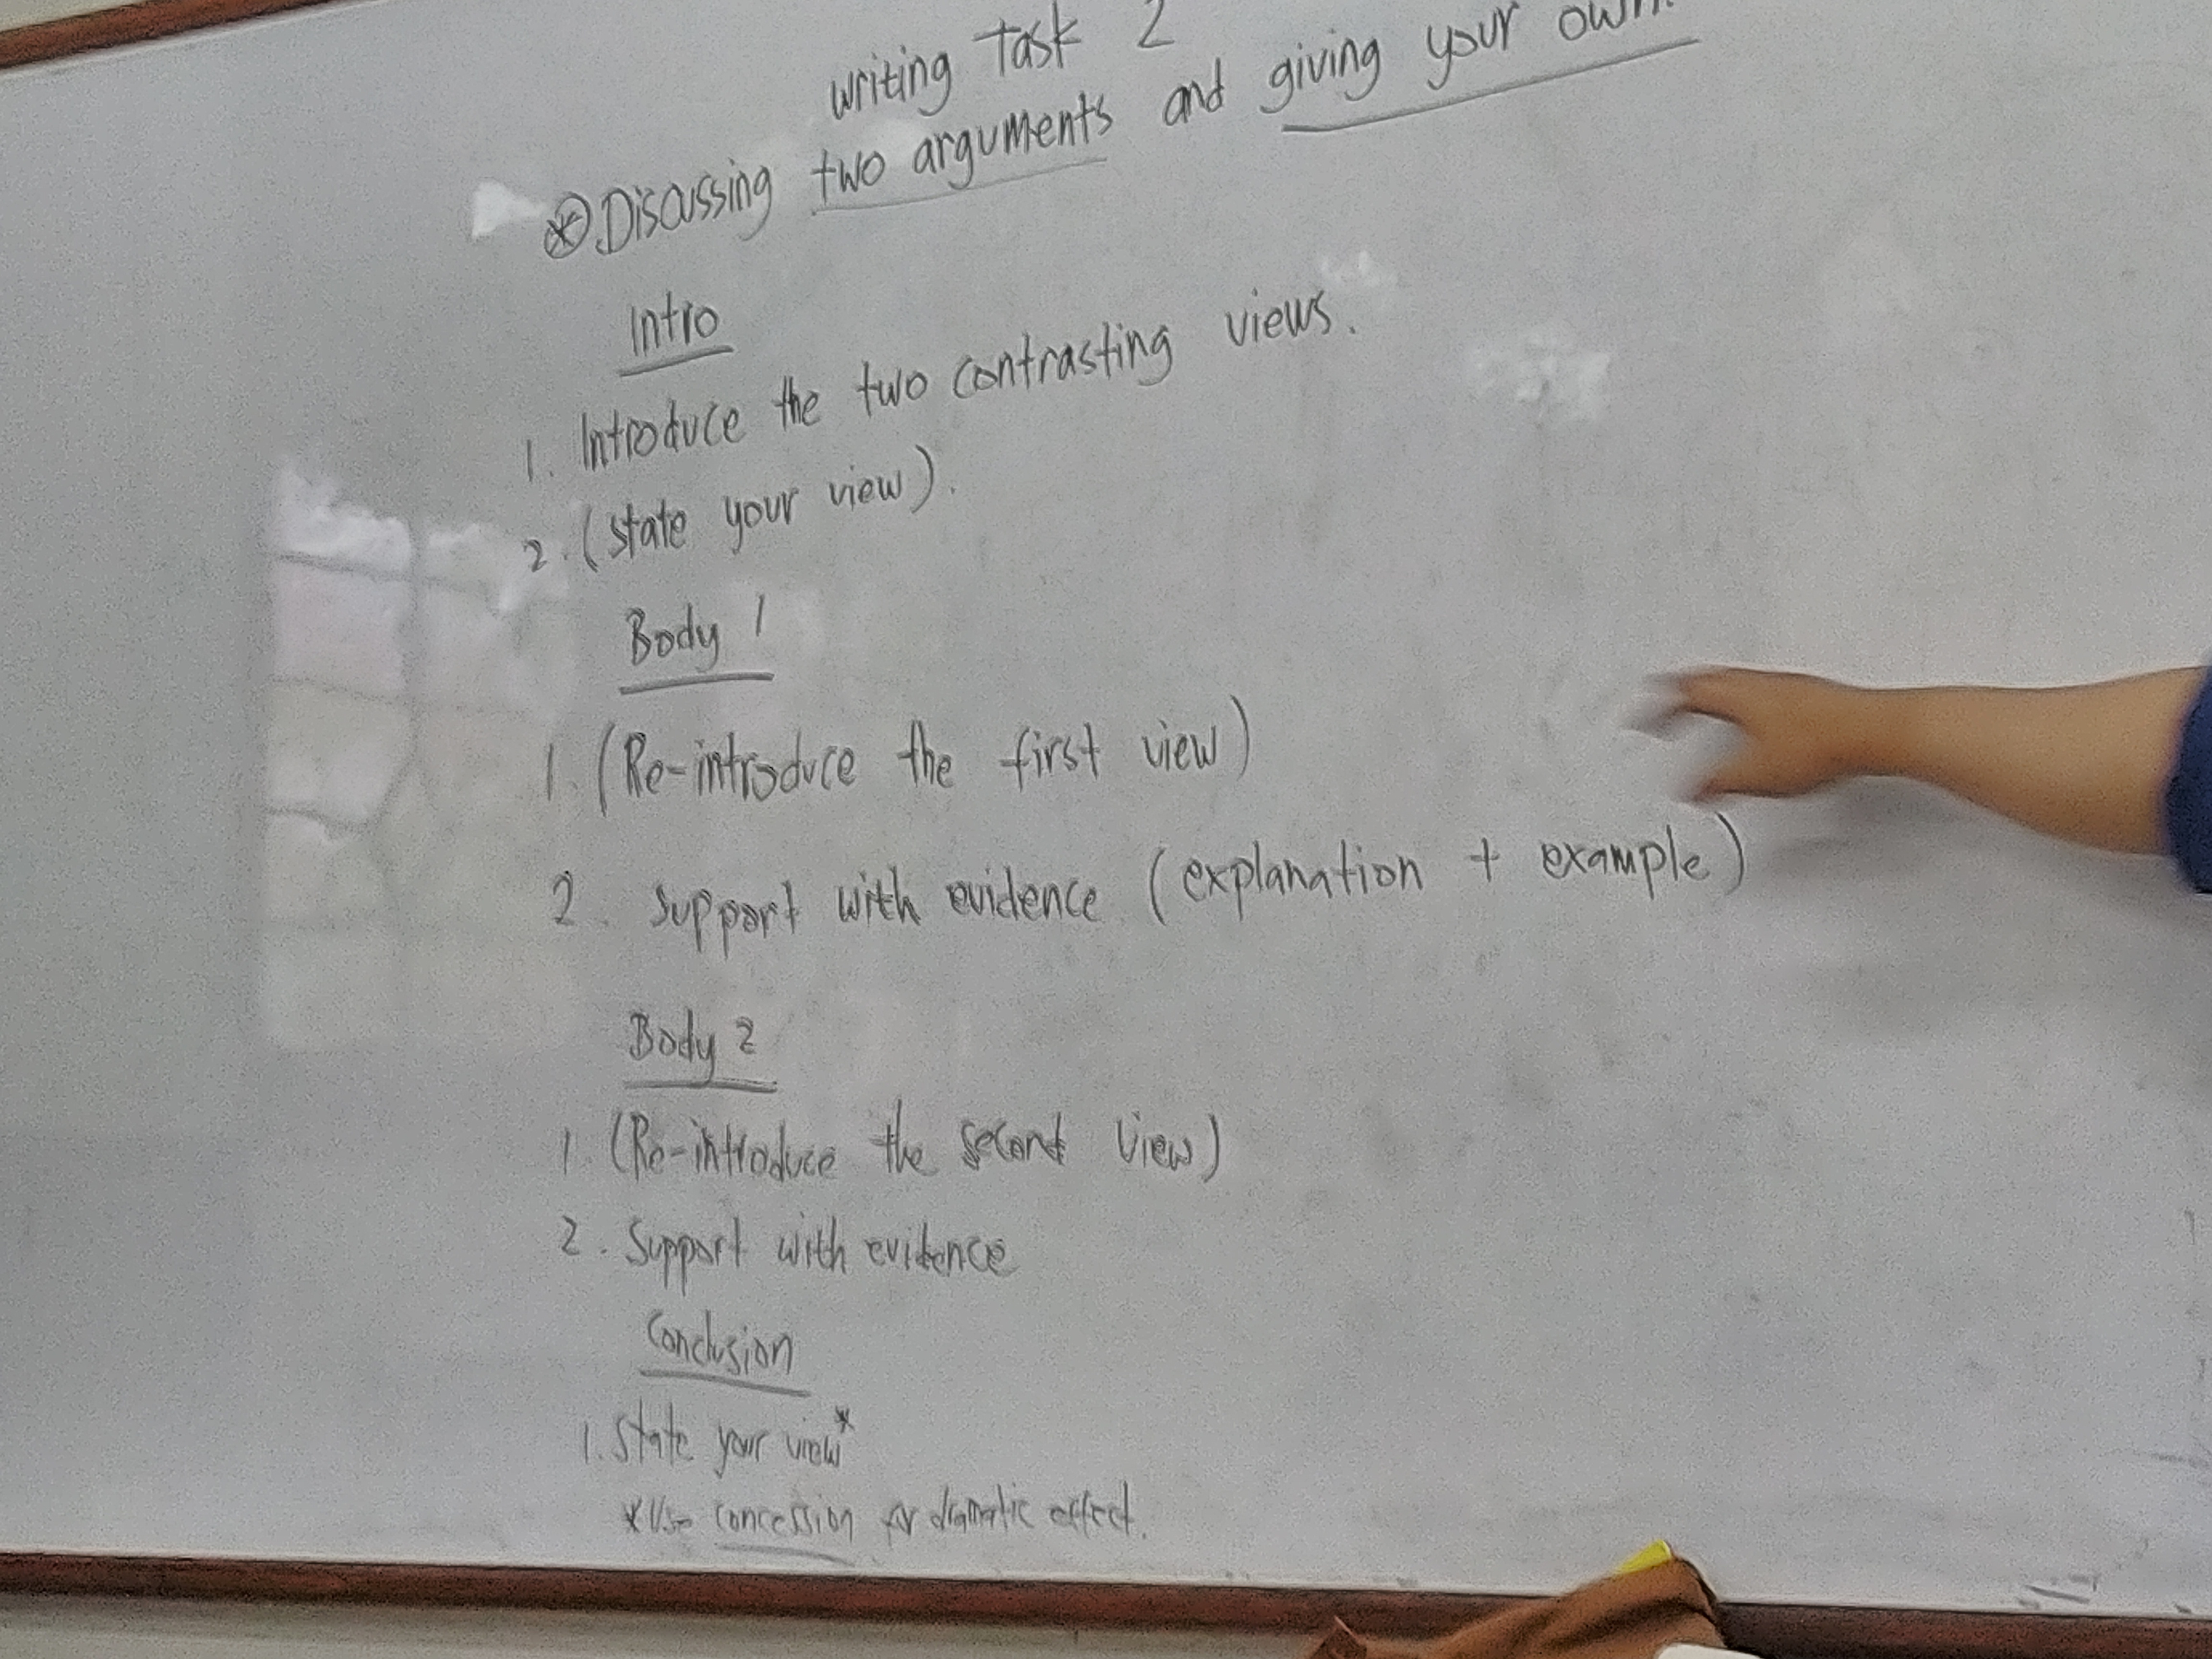 writing Task 2
⊛ Discussing two arguments and giving your own.
Intro
1. Introduce the two contrasting views.
2. (state your view).
Body 1
1. (Re-introduce the first view)
2. support with evidence (explanation + example)
Body 2
1. (Re-introduce the second view)
2. Support with evidence
Conclusion
1. State your view*
*Use concession for dramatic effect.